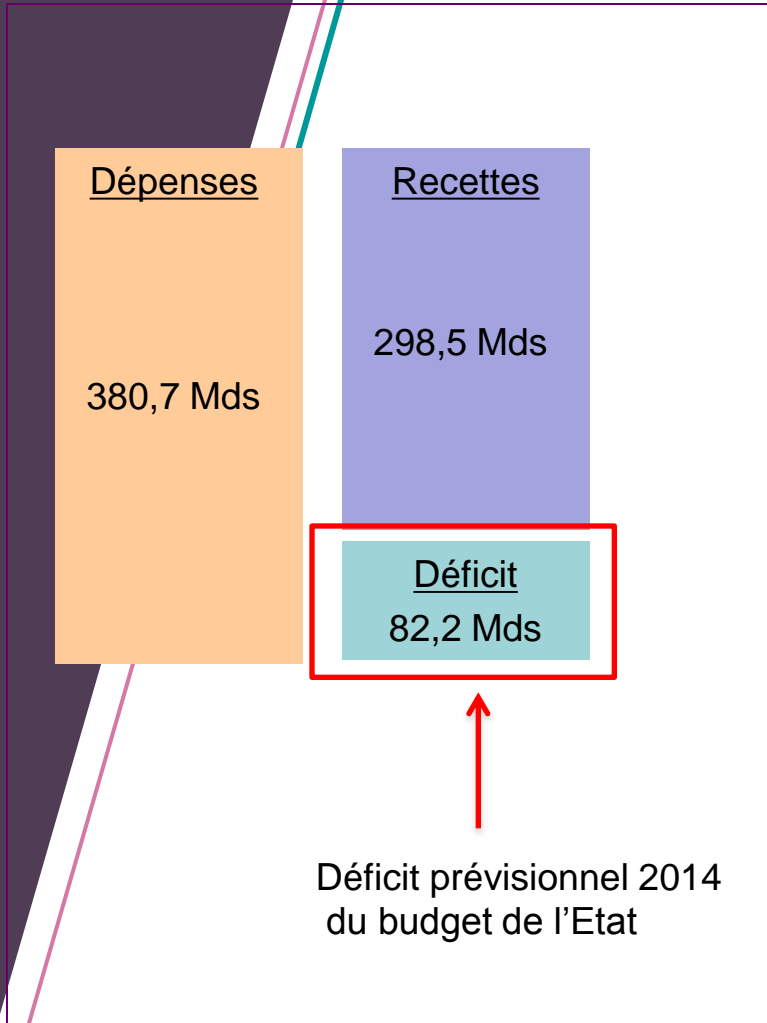 Dépenses
380,7 Mds
Recettes
298,5 Mds
Déficit
82,2 Mds
Déficit prévisionnel 2014
du budget de l’Etat